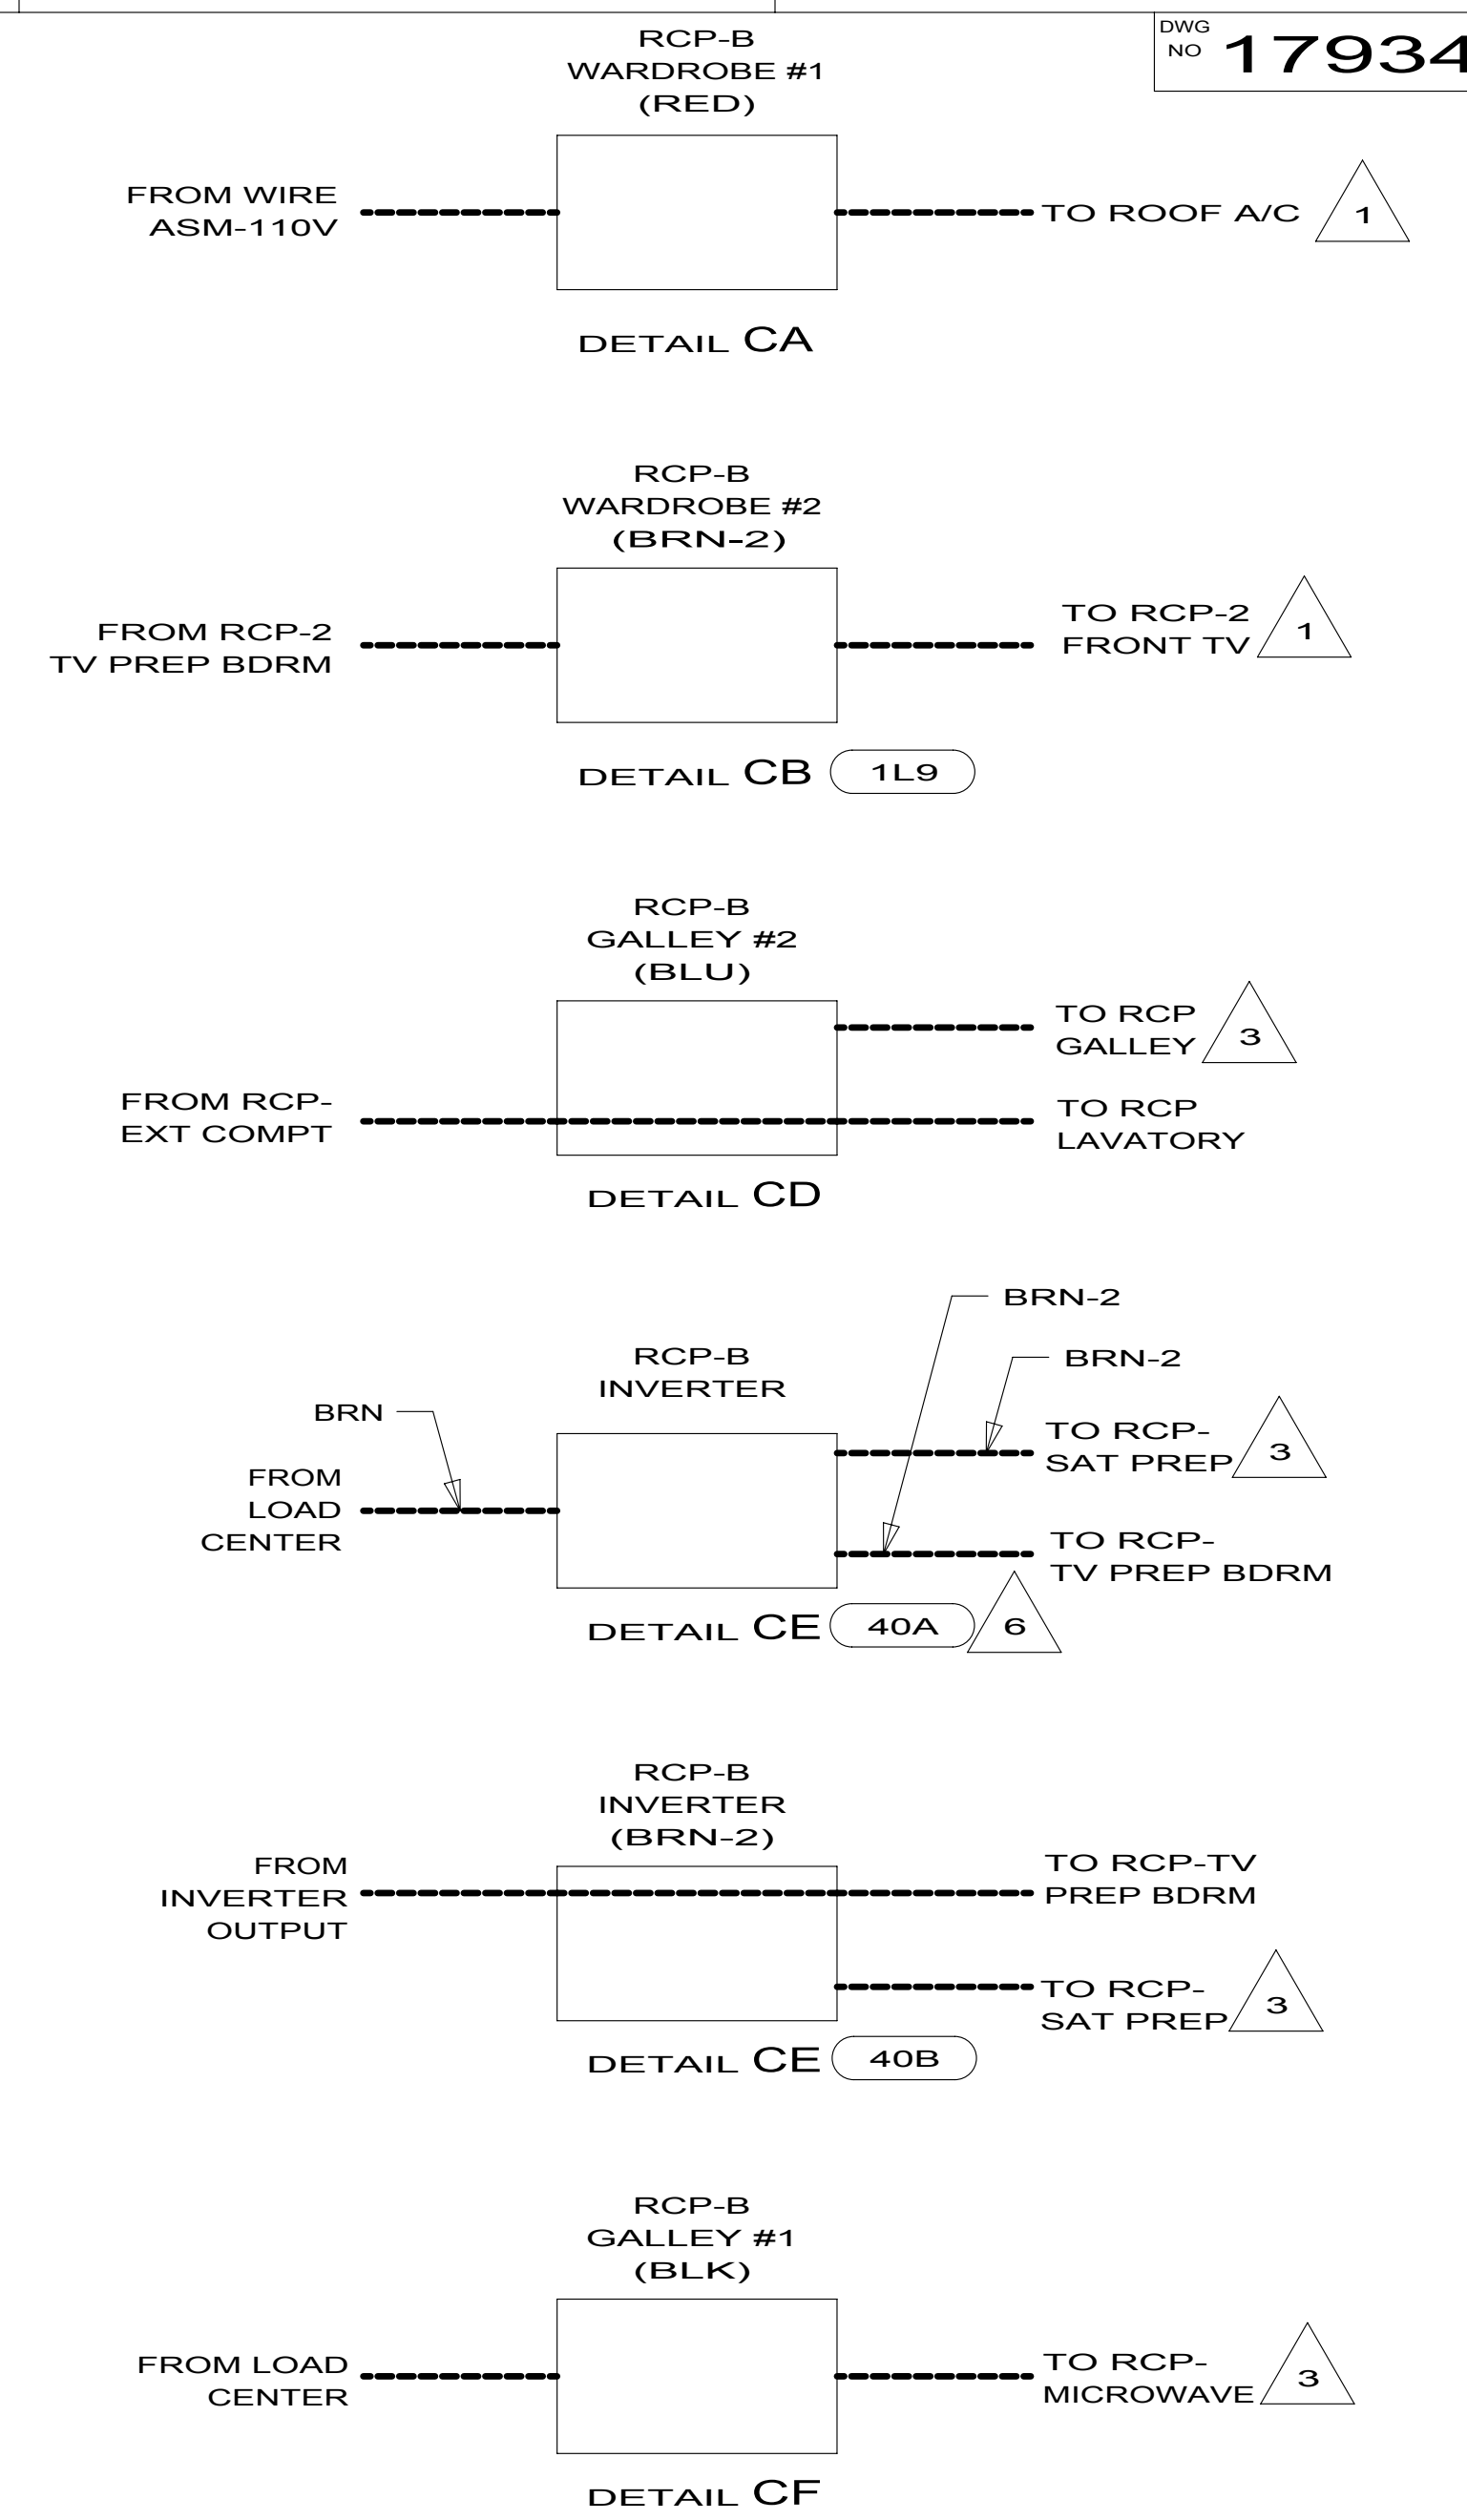 DWG
NO 17934
RCP-B
WARDROBE #1
(RED)
FROM WIRE
ASM-110V
TO ROOF A/C
1
DETAIL CA
RCP-B
WARDROBE #2
(BRN-2)
FROM RCP-2
TV PREP BDRM
TO RCP-2
FRONT TV
1
DETAIL CB 1L9
RCP-B
GALLEY #2
(BLU)
TO RCP
GALLEY
3
FROM RCP-
EXT COMPT
TO RCP
LAVATORY
DETAIL CD
BRN-2
BRN-2
RCP-B
INVERTER
BRN
FROM
LOAD
CENTER
TO RCP-
SAT PREP
3
TO RCP-
TV PREP BDRM
DETAIL CE 40A 6
RCP-B
INVERTER
(BRN-2)
FROM
INVERTER
OUTPUT
TO RCP-TV
PREP BDRM
TO RCP-
SAT PREP
3
DETAIL CE 40B
RCP-B
GALLEY #1
(BLK)
FROM LOAD
CENTER
TO RCP-
MICROWAVE
3
DETAIL CF